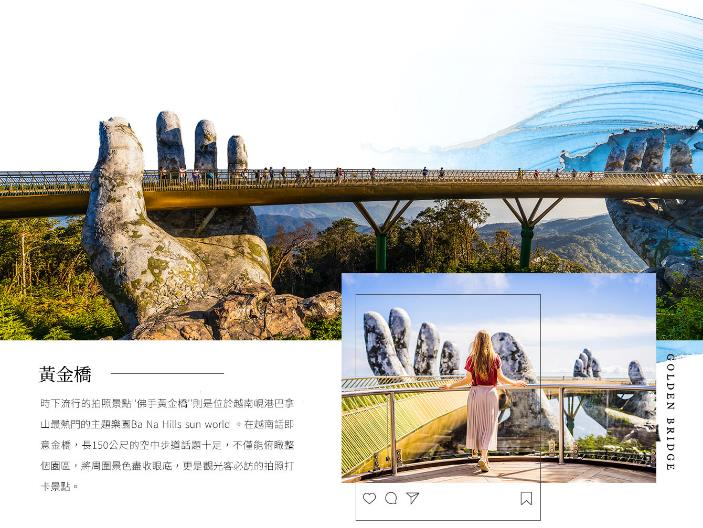 黃金橋
時下流行的拍照景點"佛手黃金橋"則是位於越南峴港巴拿
山最熱門的主題樂園Ba Na Hills sun world 。在越南語即
意金橋，長150公尺的空中步道話題十足，不僅能俯瞰整
個園區，將周圍景色盡收眼底，更是觀光客必訪的拍照打
卡景點。
GOLDEN BRIDGE